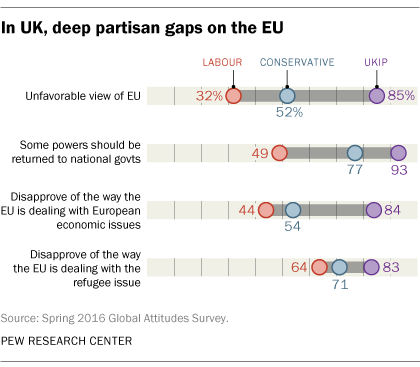 In UK, deep partisan gaps on the EU
LABOUR CONSERVATIVE UKIP
Unfavorable view of EU 32% 52% 85%
Some powers should be
returned to national govts 49 77 93
Disapprove of the way the
EU is dealing with European
economic issues 44 54 84
Disapprove of the way
the EU is dealing with the
refugee issue 64 71 83
Source: Spring 2016 Global Attitudes Survey.
PEW RESEARCH CENTER